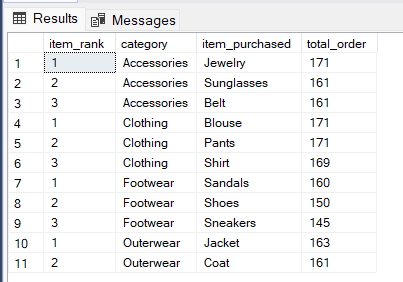 Results Messages
item_rank category item_purchased total_order
1 1 Accessories Jewelry 171
2 2 Accessories Sunglasses 161
3 3 Accessories Belt 161
4 1 Clothing Blouse 171
5 2 Clothing Pants 171
6 3 Clothing Shirt 169
7 1 Footwear Sandals 160
8 2 Footwear Shoes 150
9 3 Footwear Sneakers 145
10 1 Outerwear Jacket 163
11 2 Outerwear Coat 161